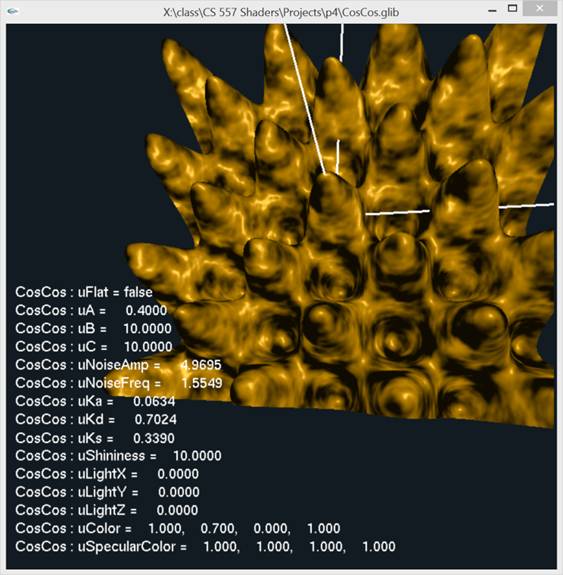 X:\class\CS 557 Shaders\Projects\p4\CosCos.glib
CosCos : uFlat = false
CosCos : uA = 0.4000
CosCos : uB = 10.0000
CosCos : uC = 10.0000
CosCos : uNoiseAmp = 4.9695
CosCos : uNoiseFreq = 1.5549
CosCos : uKa = 0.0634
CosCos : uKd = 0.7024
CosCos : uKs = 0.3390
CosCos : uShininess = 10.0000
CosCos : uLightX = 0.0000
CosCos : uLightY = 0.0000
CosCos : uLightZ = 0.0000
CosCos : uColor = 1.000, 0.700, 0.000, 1.000
CosCos : uSpecularColor = 1.000, 1.000, 1.000, 1.000